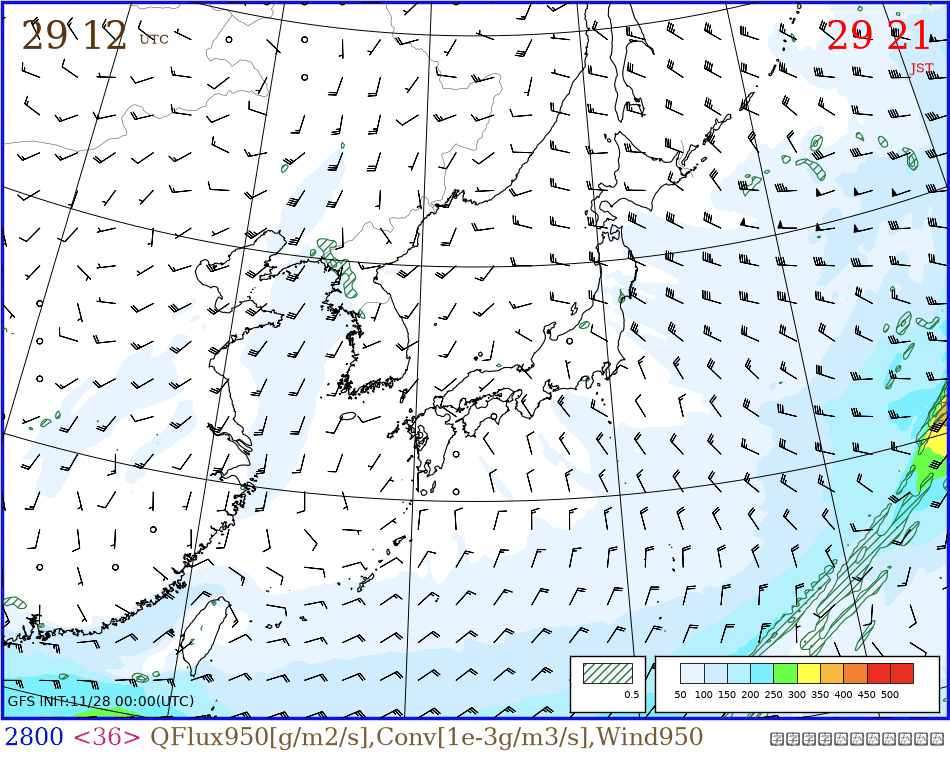 29 12 UTC
29 21
JST
0.5
50 100 150 200 250 300 350 400 450 500
GFS INIT:11/28 00:00(UTC)
2800 <36> QFlux950[g/m2/s],Conv[1e-3g/m3/s],Wind950